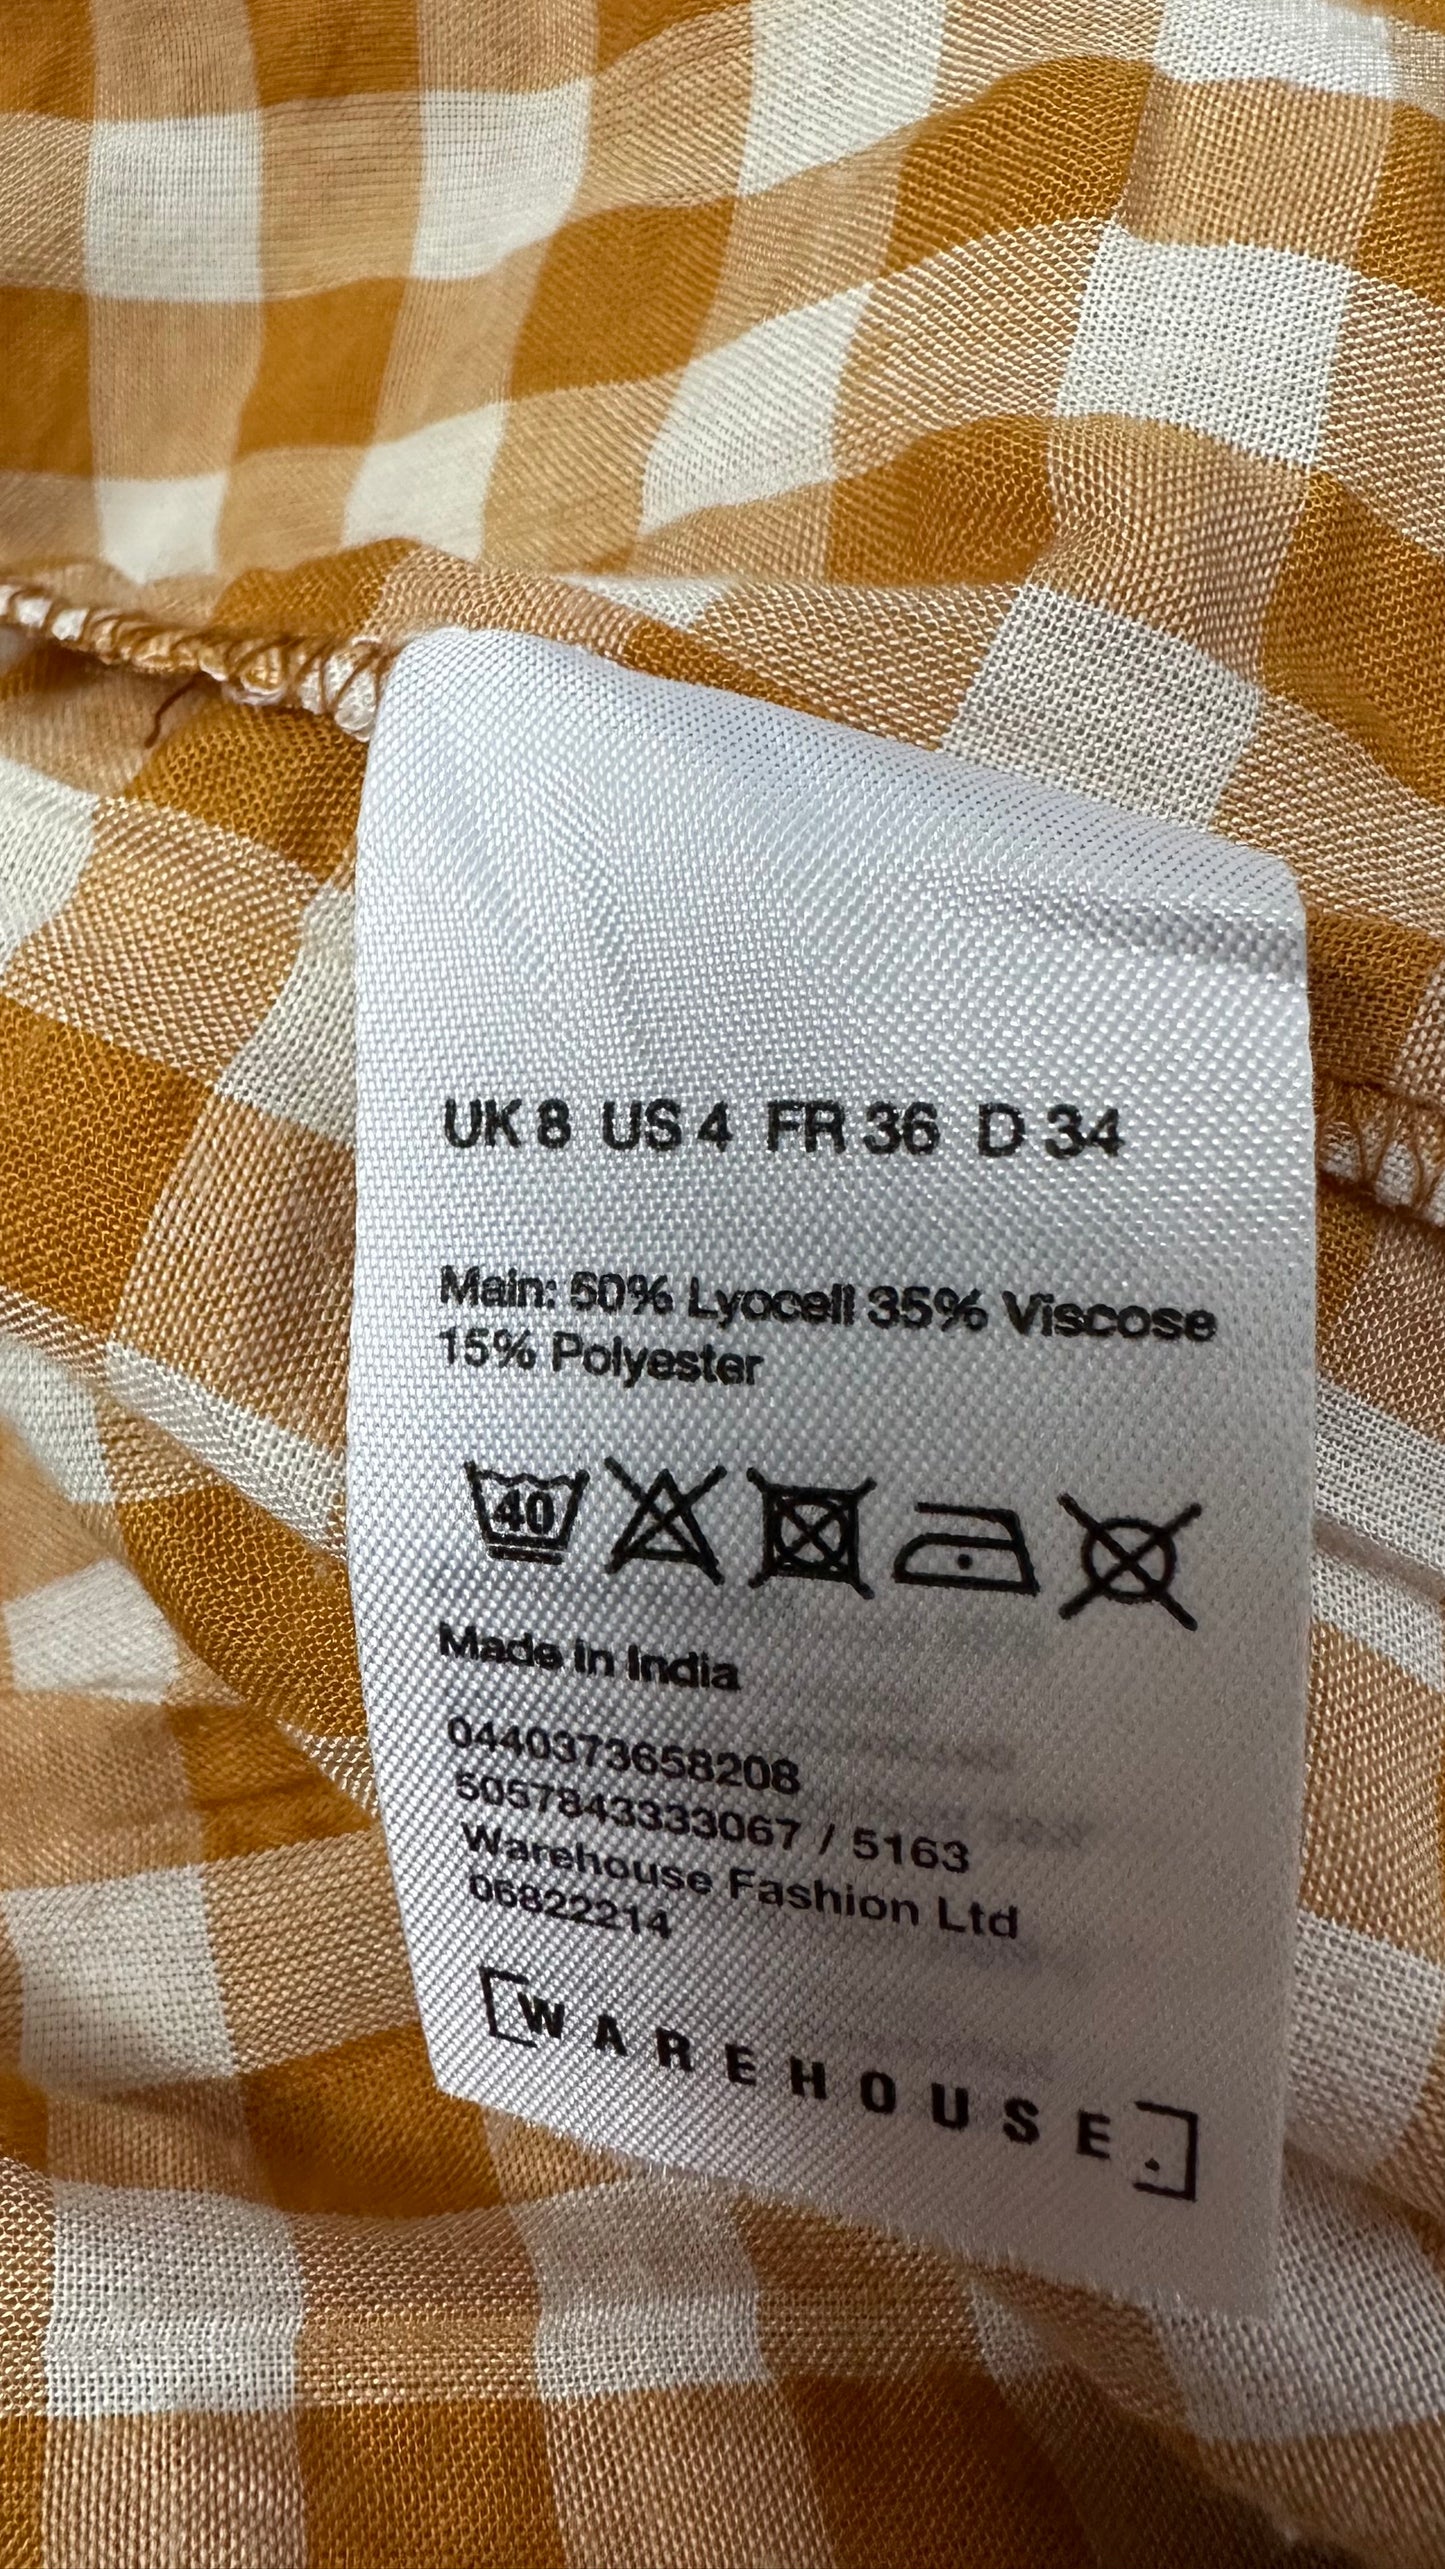 UK 8 US 4 FR 36 D 34
Main: 50% Lyocell 35% Viscose
15% Polyester
40
Made in India
0440373658208
5057843333067 / 5163
Warehouse Fashion Ltd
06822214
[WAREHOUSE.]